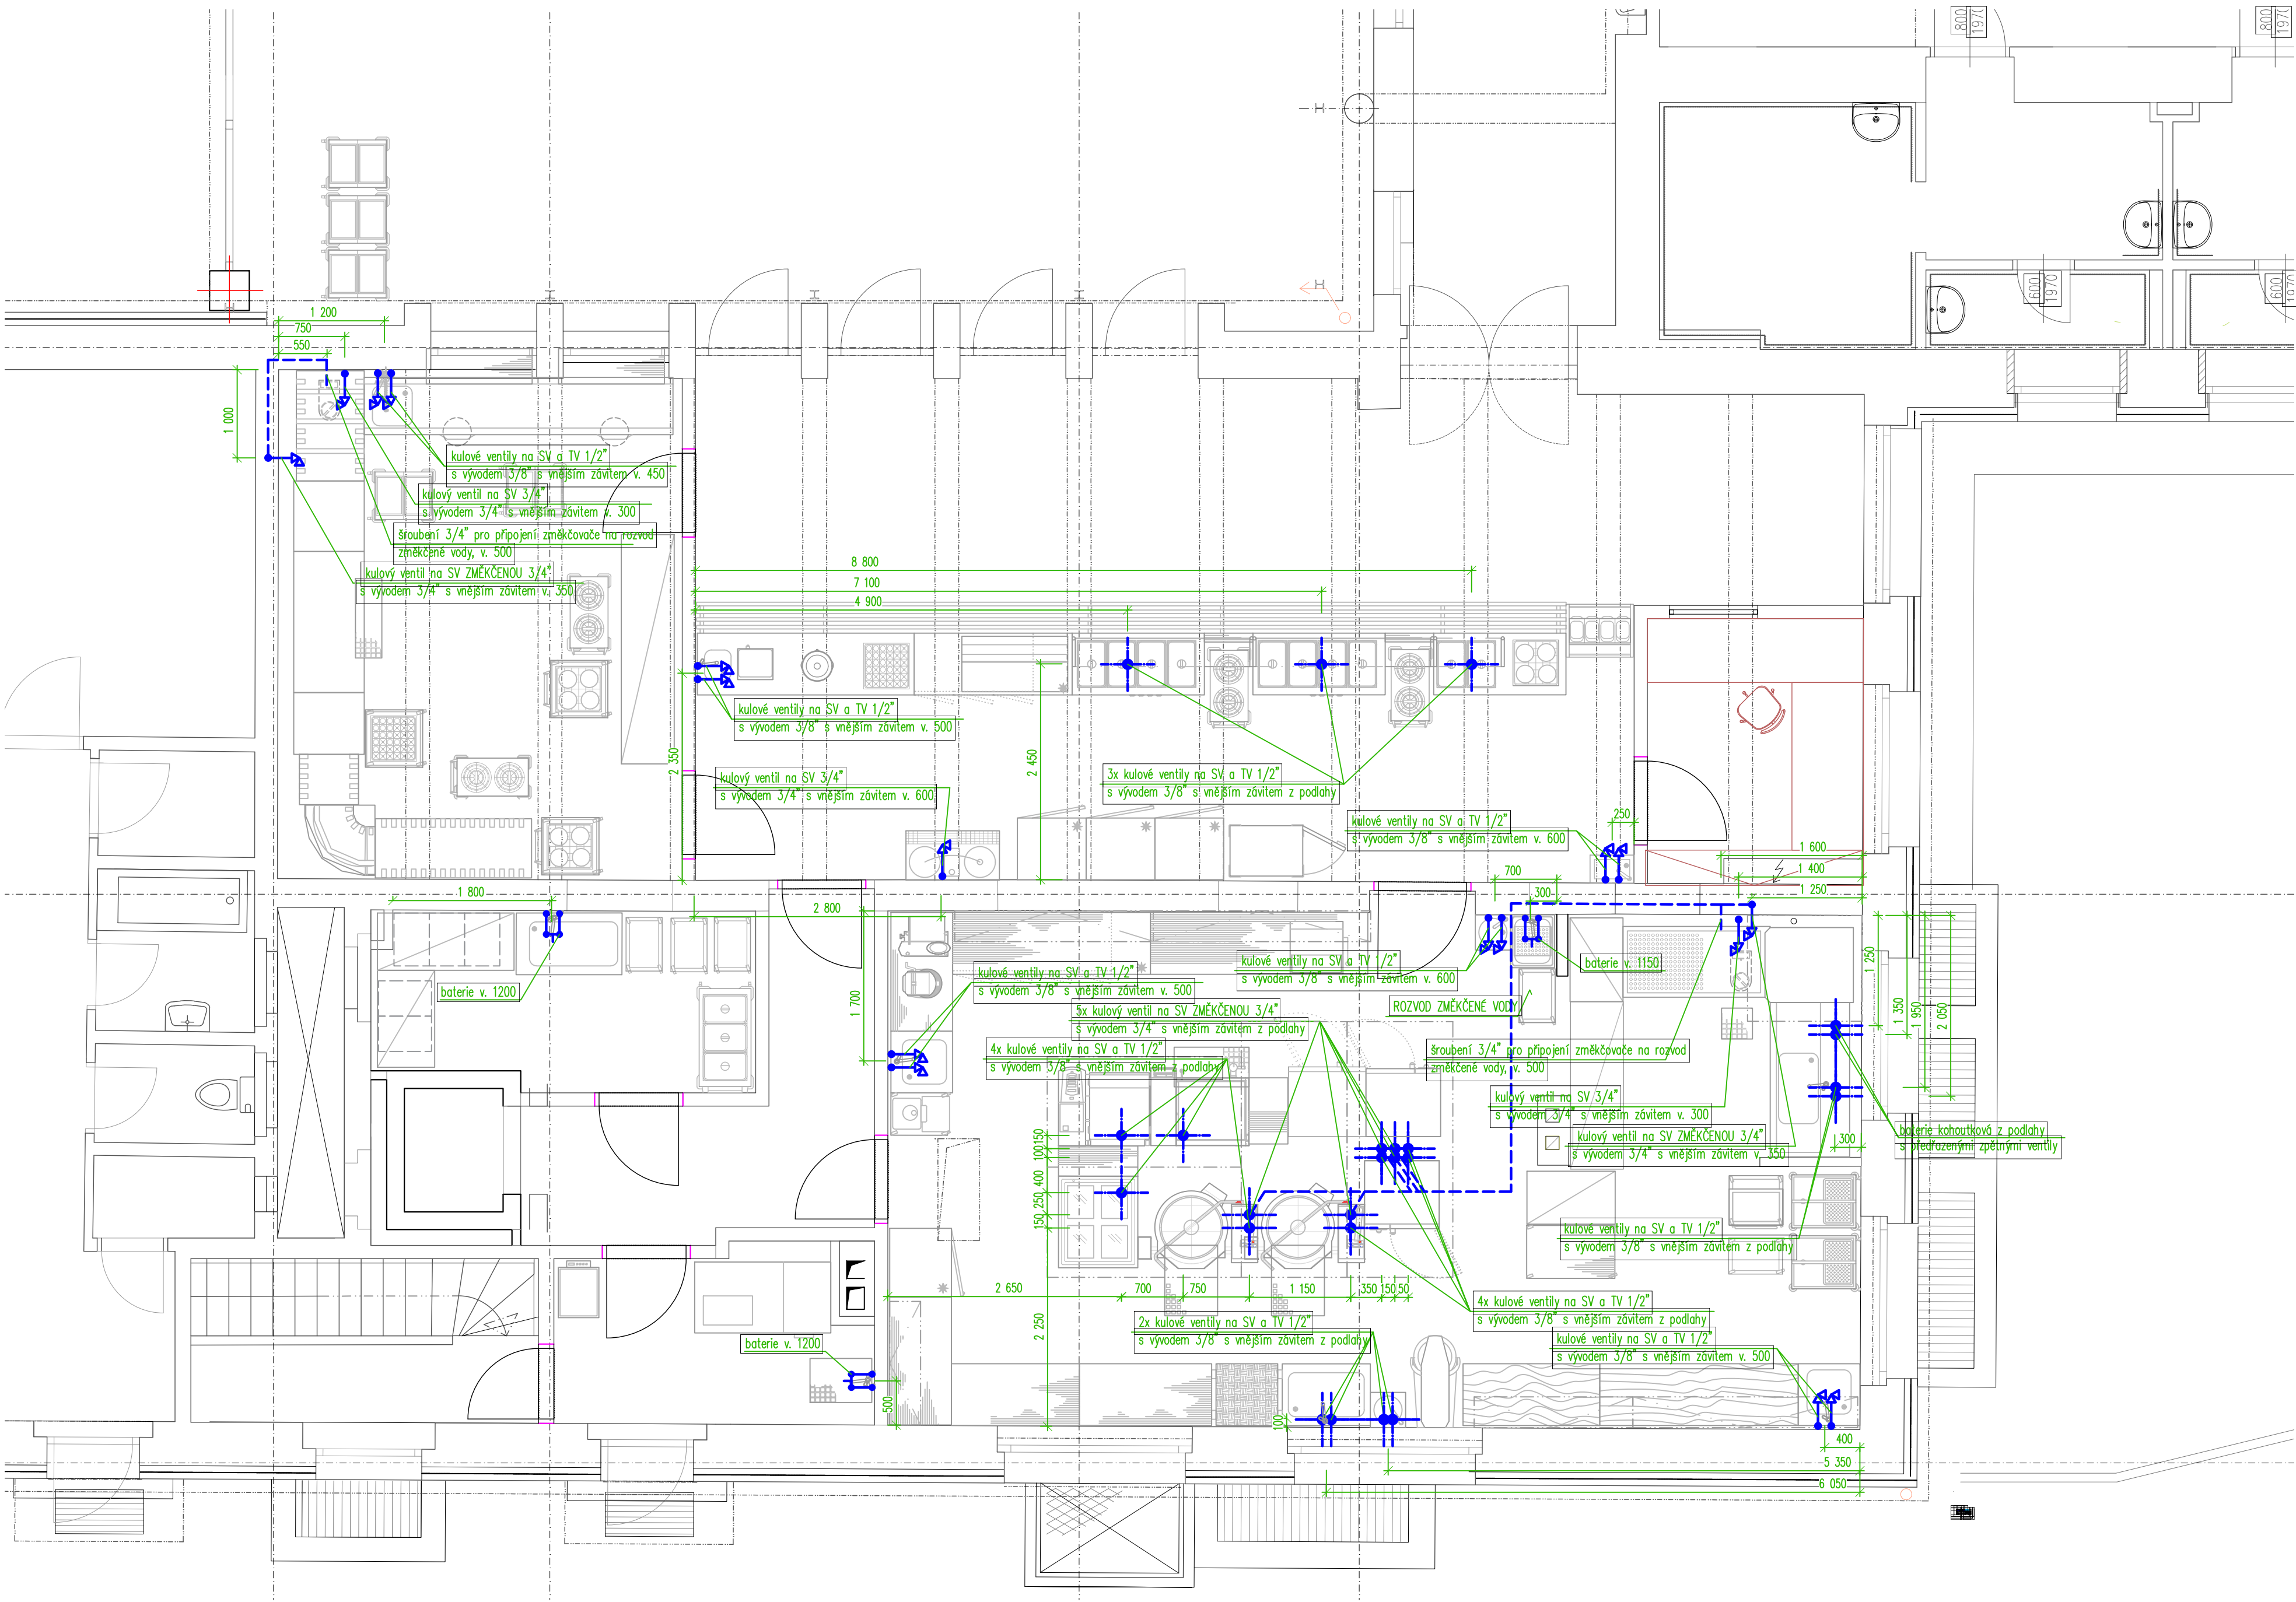 800
1970
800
1970
H
H
600
1970
600
1970
1 200
750
550
1 000
kulové ventily na SV a TV 1/2"
s vývodem 3/8" s vnějším závitem v. 450
kulový ventil na SV 3/4"
s vývodem 3/4" s vnějším závitem v. 300
šroubení 3/4" pro připojení změkčovače na rozvod
změkčené vody, v. 500
kulový ventil na SV ZMĚKČENOU 3/4"
s vývodem 3/4" s vnějším závitem v. 350
8 800
7 100
4 900
kulové ventily na SV a TV 1/2"
s vývodem 3/8" s vnějším závitem v. 500
2 350
2 450
kulový ventil na SV 3/4"
s vývodem 3/4" s vnějším závitem v. 600
3x kulové ventily na SV a TV 1/2"
s vývodem 3/8" s vnějším závitem z podlahy
kulové ventily na SV a TV 1/2"
s vývodem 3/8" s vnějším závitem v. 600
250
1 600
1 400
1 250
700
300
1 800
2 800
baterie v. 1200
1 700
kulové ventily na SV a TV 1/2"
s vývodem 3/8" s vnějším závitem v. 500
kulové ventily na SV a TV 1/2"
s vývodem 3/8" s vnějším závitem v. 600
baterie v. 1150
ROZVOD ZMĚKČENÉ VODY
5x kulový ventil na SV ZMĚKČENOU 3/4"
s vývodem 3/4" s vnějším závitem z podlahy
4x kulové ventily na SV a TV 1/2"
s vývodem 3/8" s vnějším závitem z podlahy
šroubení 3/4" pro připojení změkčovače na rozvod
změkčené vody, v. 500
kulový ventil na SV 3/4"
s vývodem 3/4" s vnějším závitem v. 300
kulový ventil na SV ZMĚKČENOU 3/4"
s vývodem 3/4" s vnějším závitem v. 350
1 250
1 350
1 950
2 050
300
baterie kohoutková z podlahy
s předřazenými zpětnými ventily
150
100
400
250
150
kulové ventily na SV a TV 1/2"
s vývodem 3/8" s vnějším závitem z podlahy
2 650
700
750
1 150
350
150
150
2 250
4x kulové ventily na SV a TV 1/2"
s vývodem 3/8" s vnějším závitem z podlahy
2x kulové ventily na SV a TV 1/2"
s vývodem 3/8" s vnějším závitem z podlahy
kulové ventily na SV a TV 1/2"
s vývodem 3/8" s vnějším závitem v. 500
baterie v. 1200
500
100
400
5 350
6 050